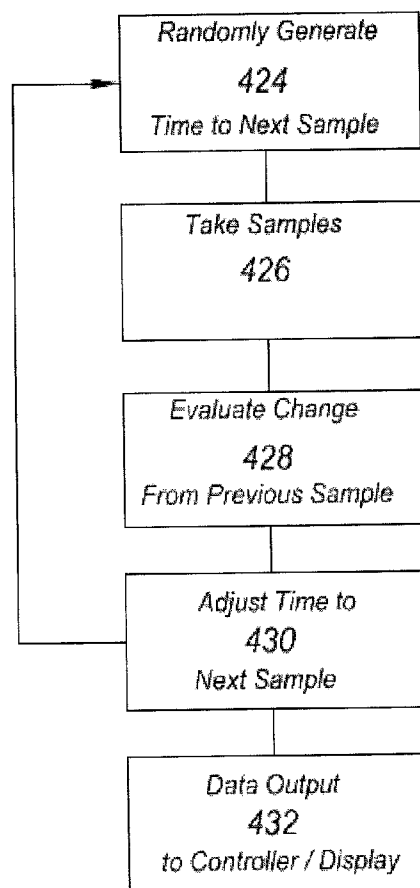 Randomly Generate
424
Time to Next Sample
Take Samples
426
Evaluate Change
428
From Previous Sample
Adjust Time to
430
Next Sample
Data Output
432
to Controller / Display